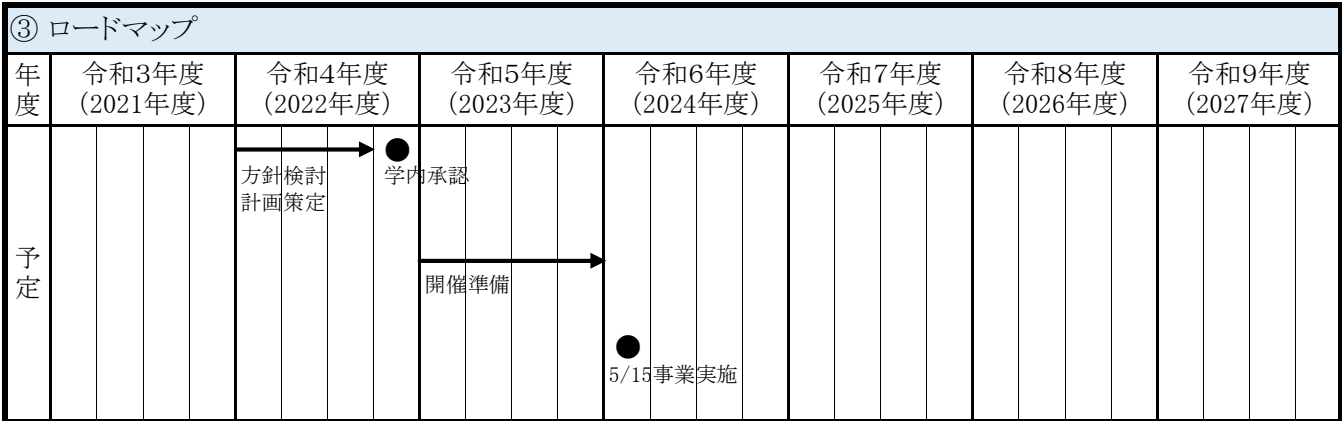 ③ ロードマップ
年度
令和3年度
(2021年度)
令和4年度
(2022年度)
令和5年度
(2023年度)
令和6年度
(2024年度)
令和7年度
(2025年度)
令和8年度
(2026年度)
令和9年度
(2027年度)
予定
方針検討
計画策定
学内承認
開催準備
5/15事業実施